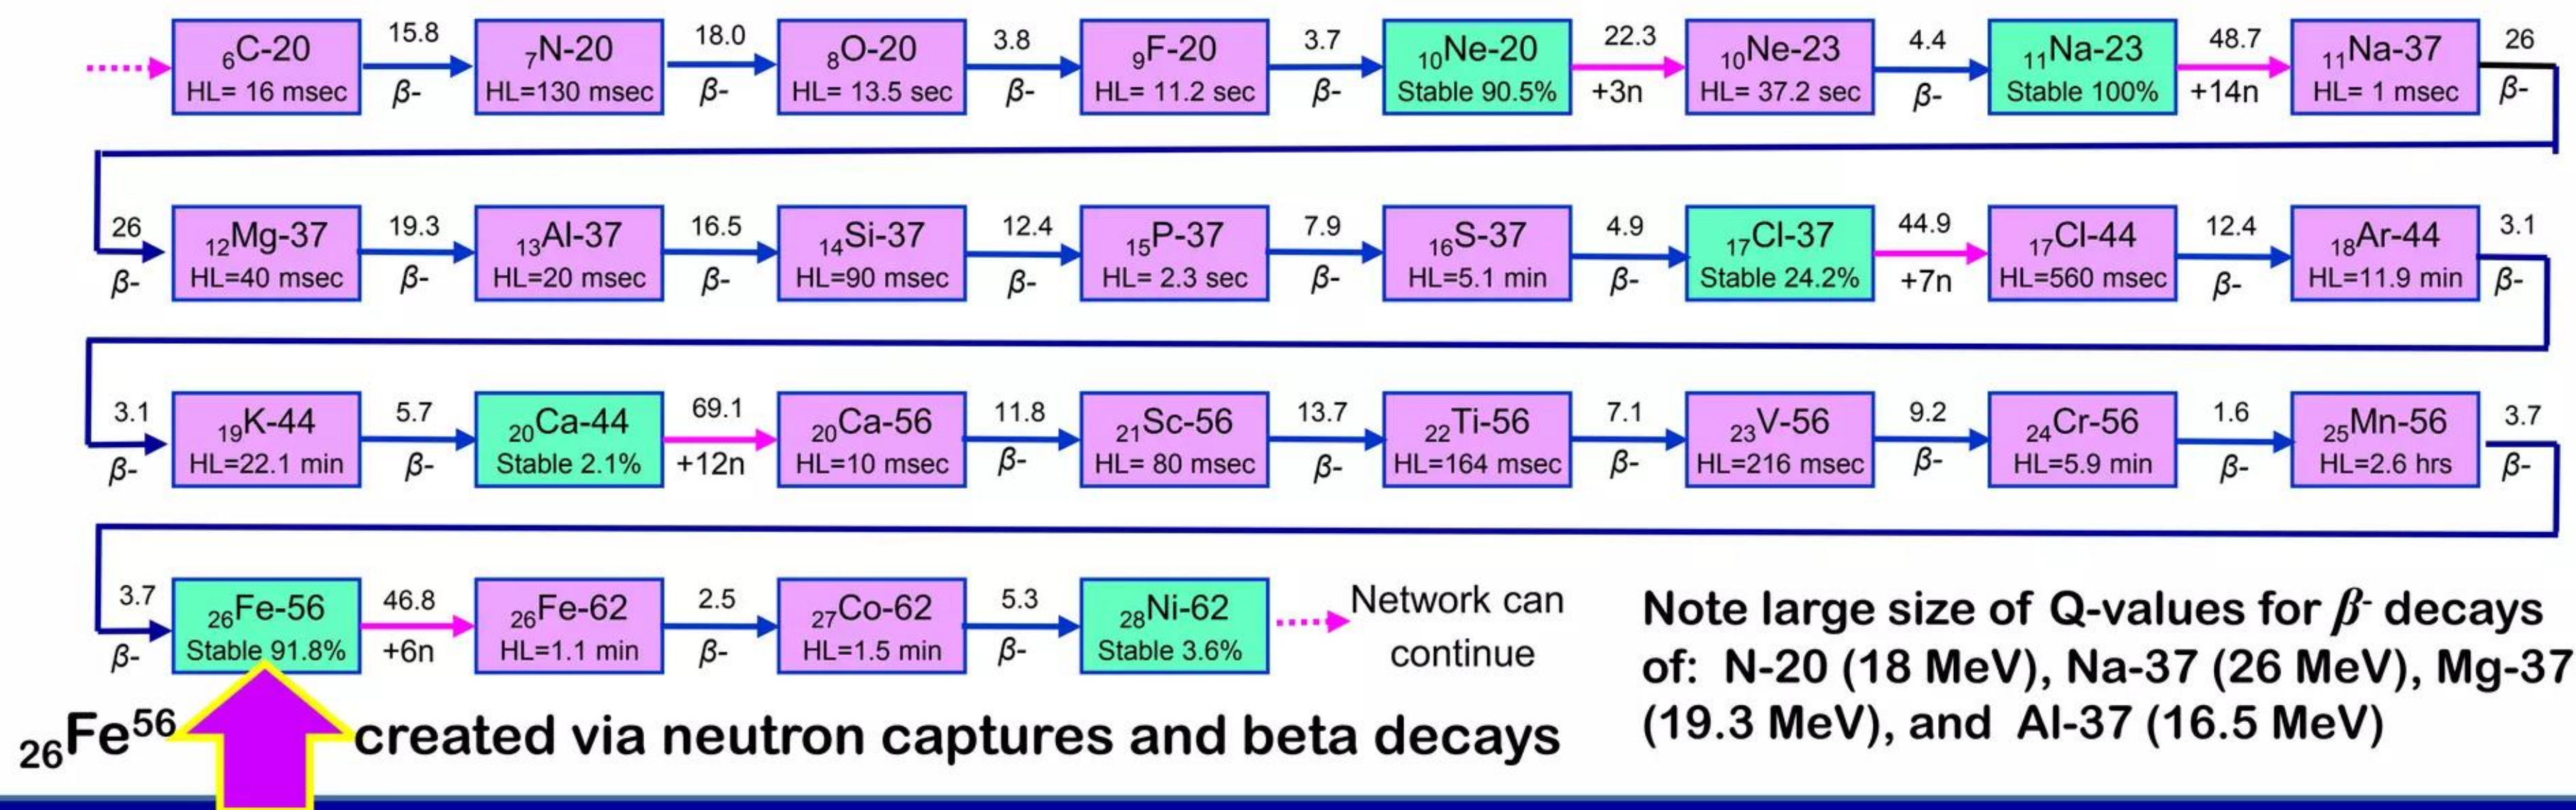 15.8 18.0 3.8 3.7 22.3 4.4 48.7 26
6C-20 7N-20 8O-20 9F-20 10Ne-20 10Ne-23 11Na-23 11Na-37
HL= 16 msec HL=130 msec HL= 13.5 sec HL= 11.2 sec Stable 90.5% HL= 37.2 sec Stable 100% HL= 1 msec
β- β- β- β- +3n β- +14n β-
26 19.3 16.5 12.4 7.9 4.9 44.9 12.4 3.1
12Mg-37 13Al-37 14Si-37 15P-37 16S-37 17Cl-37 17Cl-44 18Ar-44
HL=40 msec HL=20 msec HL=90 msec HL= 2.3 sec HL=5.1 min Stable 24.2% HL=560 msec HL=11.9 min
β- β- β- β- β- β- +7n β- β-
3.1 5.7 69.1 11.8 13.7 7.1 9.2 1.6 3.7
19K-44 20Ca-44 20Ca-56 21Sc-56 22Ti-56 23V-56 24Cr-56 25Mn-56
HL=22.1 min Stable 2.1% HL=10 msec HL= 80 msec HL=164 msec HL=216 msec HL=5.9 min HL=2.6 hrs
β- β- +12n β- β- β- β- β- β-
3.7 46.8 2.5 5.3
26Fe-56 26Fe-62 27Co-62 28Ni-62
Stable 91.8% HL=1.1 min HL=1.5 min Stable 3.6%
β- +6n β- β-
Network can
continue
Note large size of Q-values for β- decays
of: N-20 (18 MeV), Na-37 (26 MeV), Mg-37
(19.3 MeV), and Al-37 (16.5 MeV)
26Fe56 created via neutron captures and beta decays